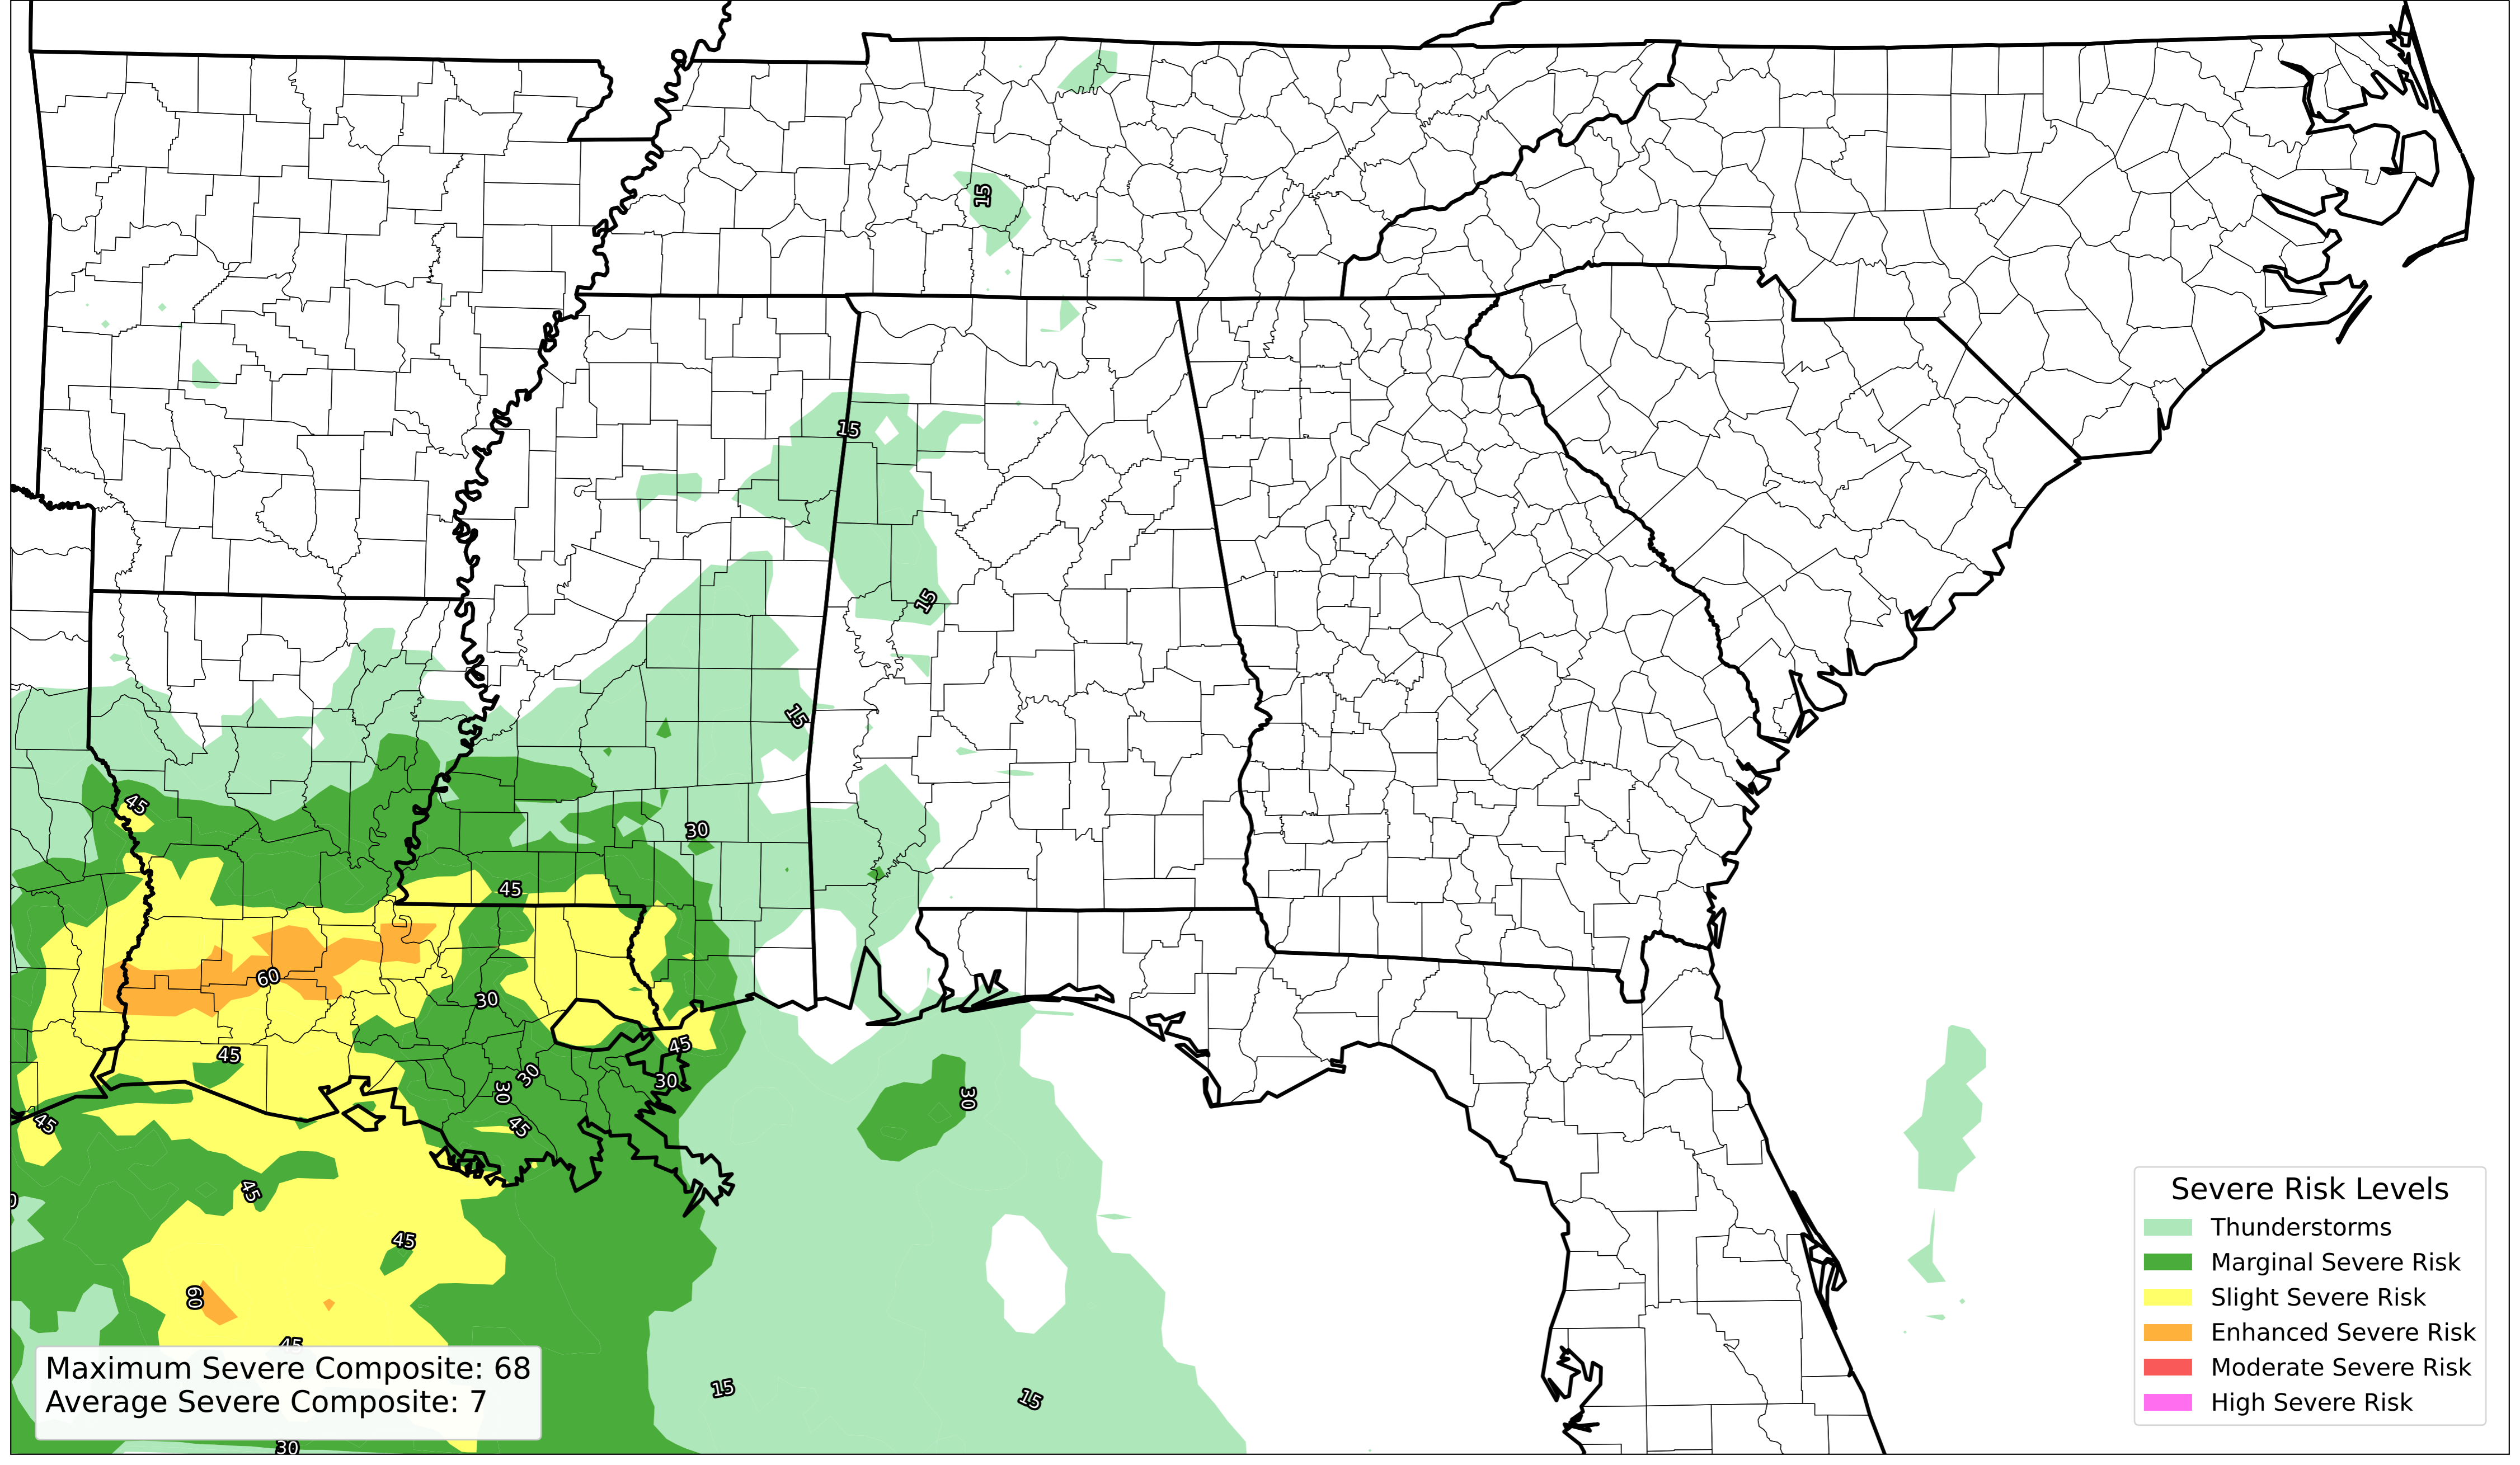 15
15
15
15
45
30
45
60
30
45
45
30
30
30
45
30
45
45
45
60
45
15
15
30
Maximum Severe Composite: 68
Average Severe Composite: 7
Severe Risk Levels
Thunderstorms
Marginal Severe Risk
Slight Severe Risk
Enhanced Severe Risk
Moderate Severe Risk
High Severe Risk